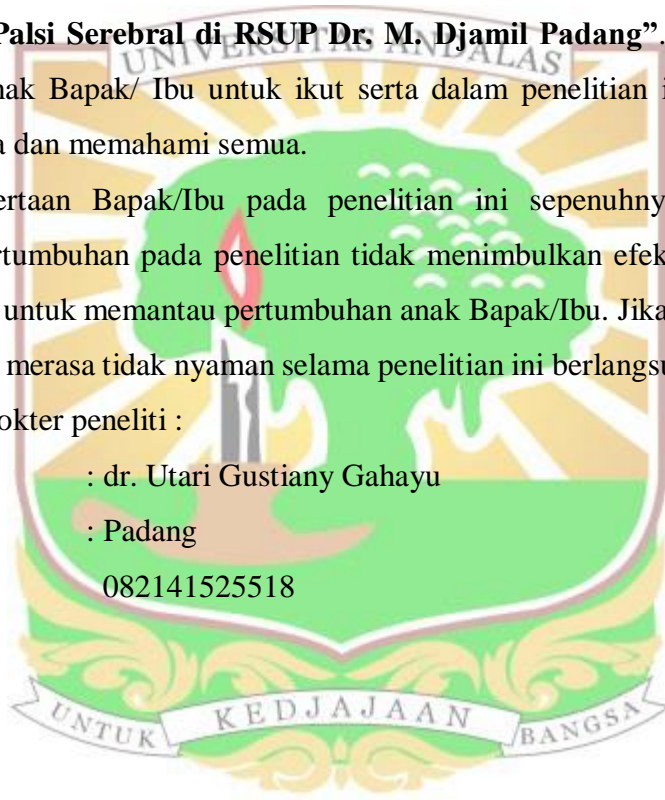 Palsi Serebral di RSUP Dr. M. Djamil Padang”.
UNIVERSITAS ANDALAS
nak Bapak/ Ibu untuk ikut serta dalam penelitian i
a dan memahami semua.
ertaan Bapak/Ibu pada penelitian ini sepenuhny
rtumbuhan pada penelitian tidak menimbulkan efek
untuk memantau pertumbuhan anak Bapak/Ibu. Jika
merasa tidak nyaman selama penelitian ini berlangsu
okter peneliti :
: dr. Utari Gustiany Gahayu
: Padang
082141525518
UNTUK KEDJAJAAN BANGSA